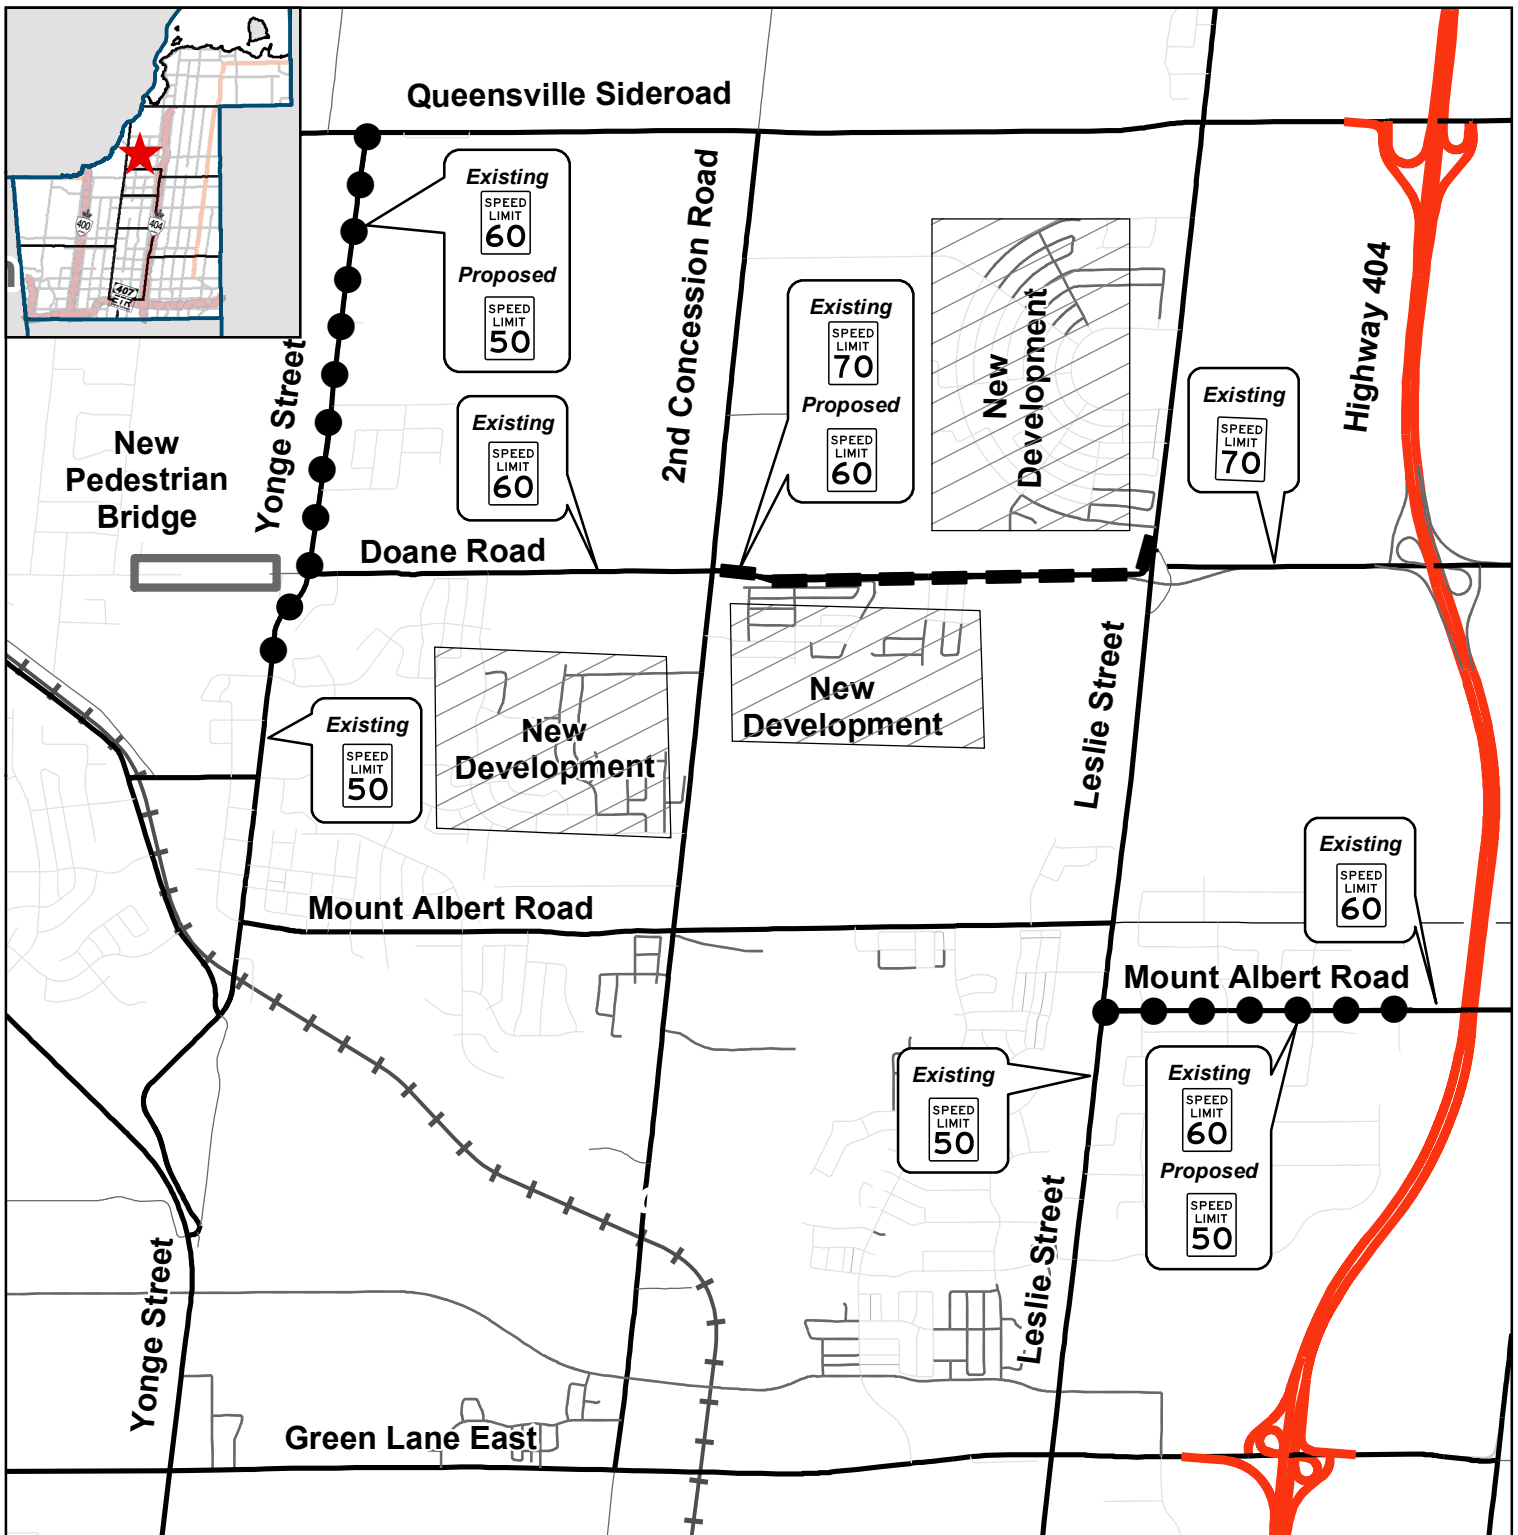 Queensville Sideroad
400
404
407
ETR
Existing
SPEED
LIMIT
60
Proposed
SPEED
LIMIT
50
2nd Concession Road
Existing
SPEED
LIMIT
70
Proposed
SPEED
LIMIT
60
New
Development
Highway 404
Existing
SPEED
LIMIT
70
Yonge Street
Existing
SPEED
LIMIT
60
New
Pedestrian
Bridge
Doane Road
Existing
SPEED
LIMIT
50
New
Development
New
Development
Leslie Street
Existing
SPEED
LIMIT
60
Mount Albert Road
Mount Albert Road
Existing
SPEED
LIMIT
50
Existing
SPEED
LIMIT
60
Proposed
SPEED
LIMIT
50
Leslie Street
Yonge Street
Green Lane East